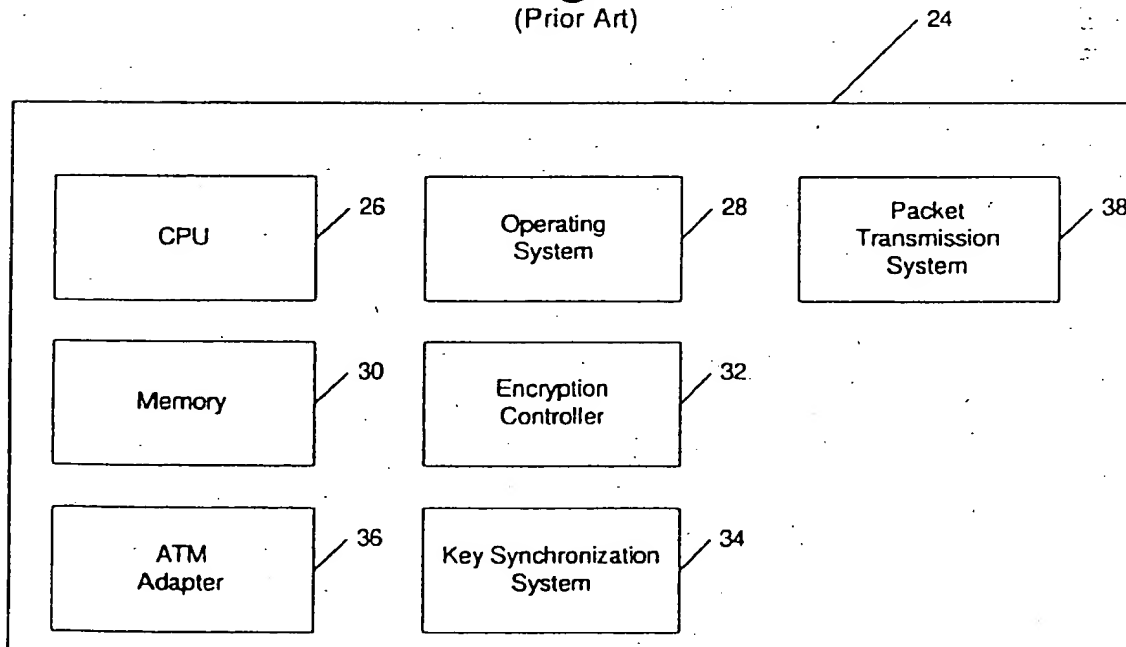 (Prior Art)
24
CPU
26
Operating
System
28
Packet
Transmission
System
38
Memory
30
Encryption
Controller
32
ATM
Adapter
36
Key Synchronization
System
34